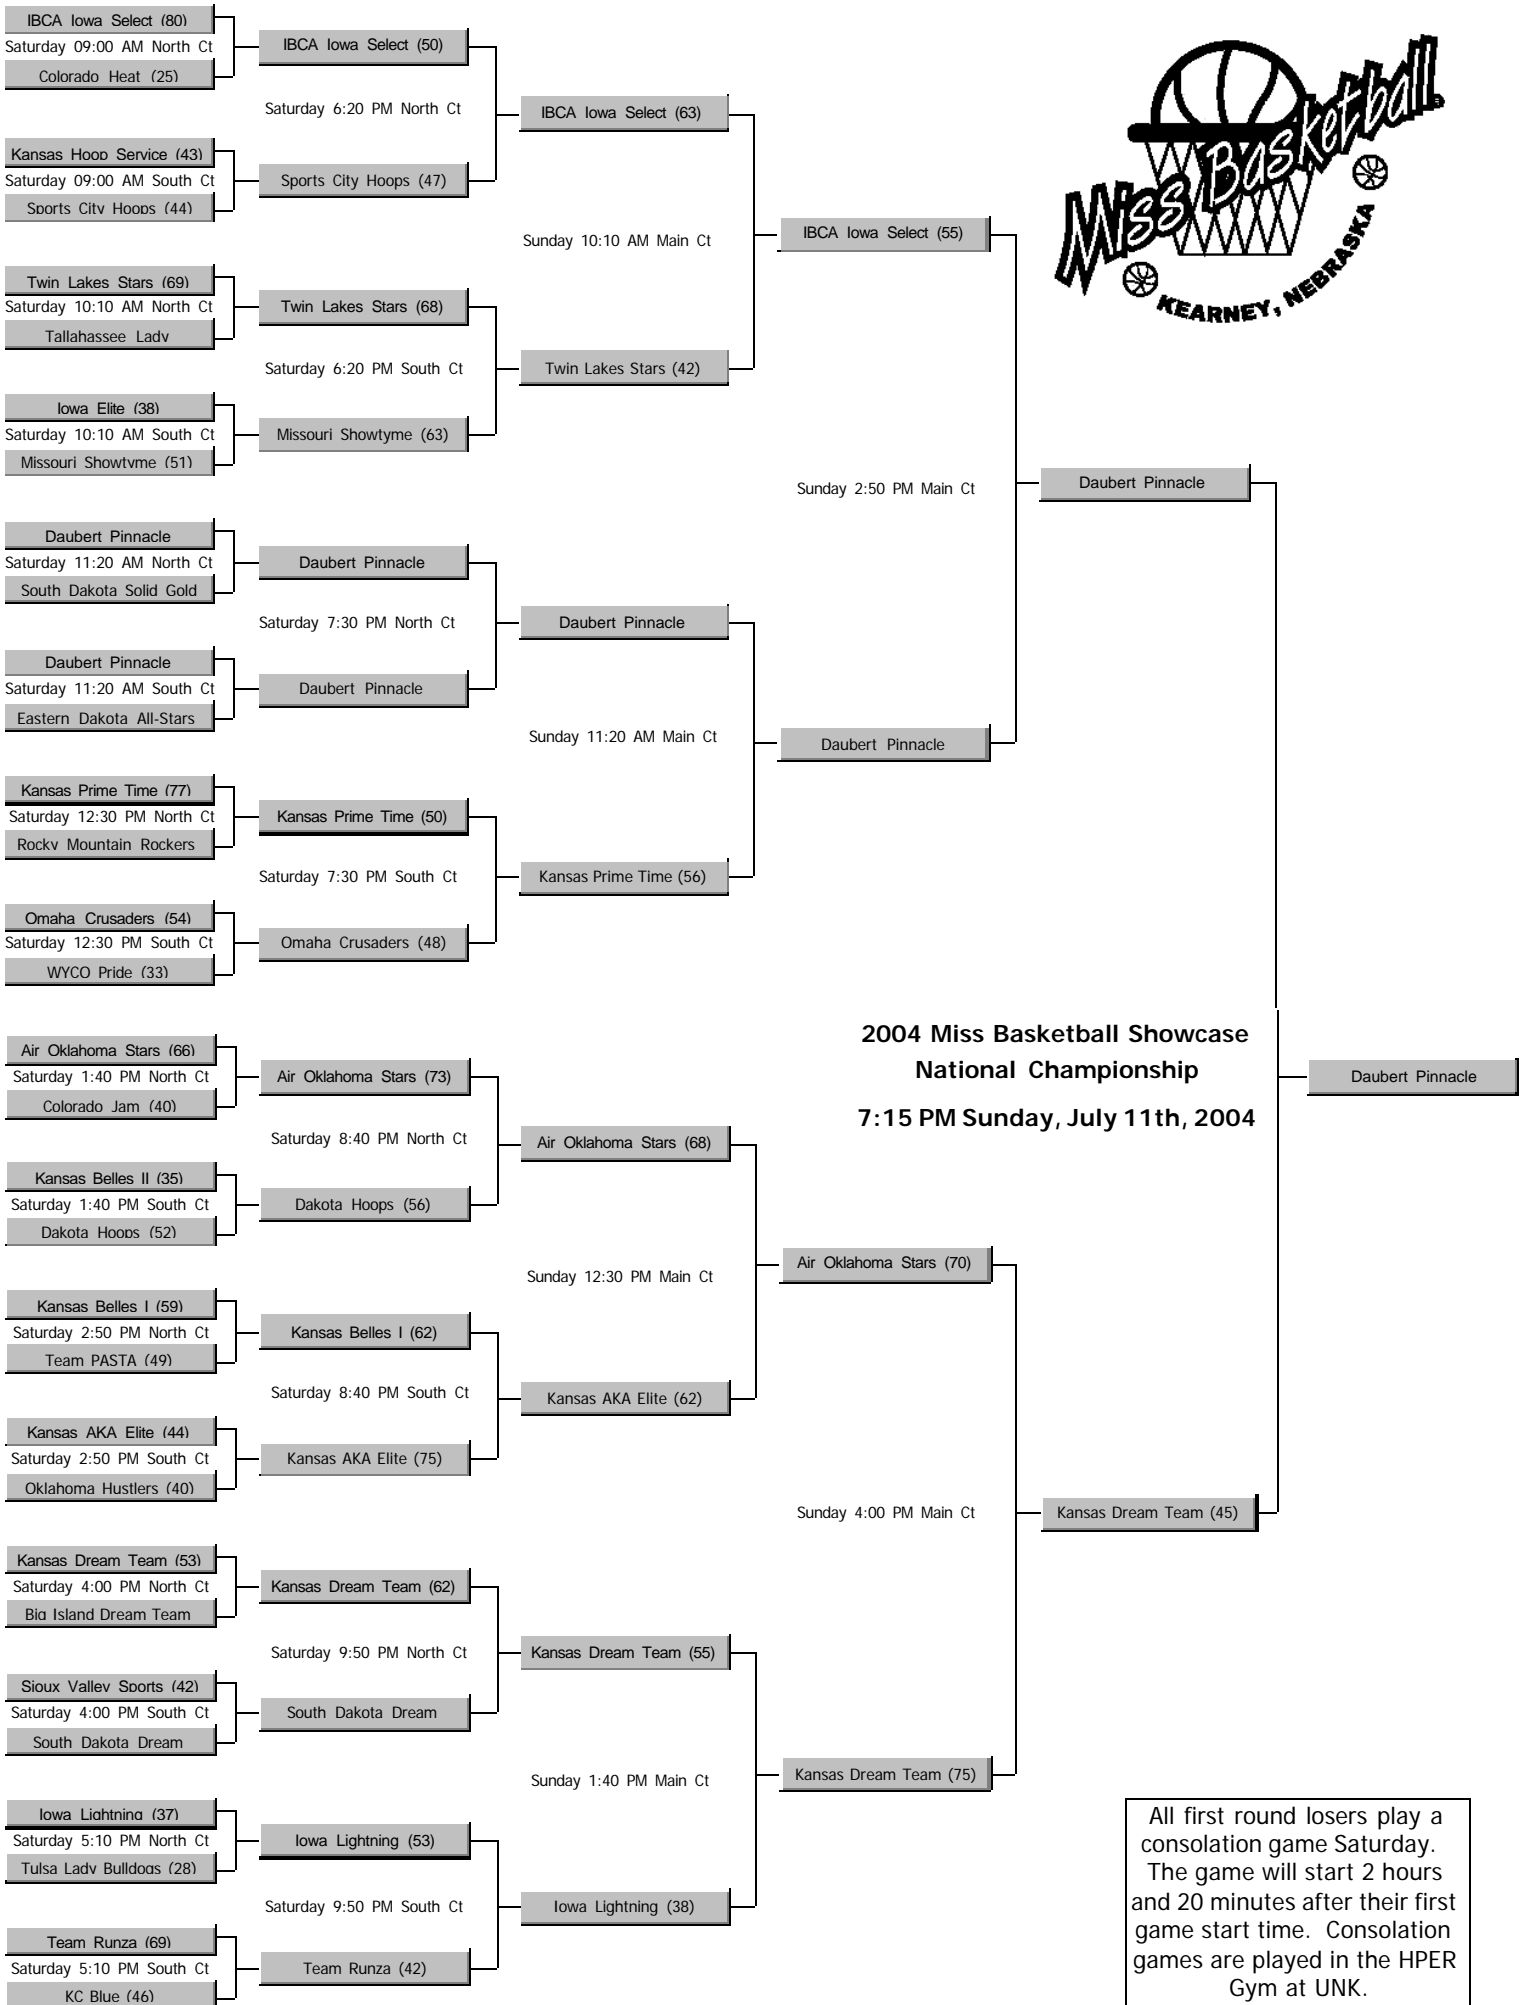 Miss Basketball
KEARNEY, NEBRASKA
IBCA Iowa Select (80)
Saturday 09:00 AM North Ct
Colorado Heat (25)
Kansas Hoop Service (43)
Saturday 09:00 AM South Ct
Sports City Hoops (44)
Twin Lakes Stars (69)
Saturday 10:10 AM North Ct
Tallahassee Lady
Iowa Elite (38)
Saturday 10:10 AM South Ct
Missouri Showtyme (51)
Daubert Pinnacle
Saturday 11:20 AM North Ct
South Dakota Solid Gold
Daubert Pinnacle
Saturday 11:20 AM South Ct
Eastern Dakota All-Stars
Kansas Prime Time (77)
Saturday 12:30 PM North Ct
Rocky Mountain Rockers
Omaha Crusaders (54)
Saturday 12:30 PM South Ct
WYCO Pride (33)
Air Oklahoma Stars (66)
Saturday 1:40 PM North Ct
Colorado Jam (40)
Kansas Belles II (35)
Saturday 1:40 PM South Ct
Dakota Hoops (52)
Kansas Belles I (59)
Saturday 2:50 PM North Ct
Team PASTA (49)
Kansas AKA Elite (44)
Saturday 2:50 PM South Ct
Oklahoma Hustlers (40)
Kansas Dream Team (53)
Saturday 4:00 PM North Ct
Big Island Dream Team
Sioux Valley Sports (42)
Saturday 4:00 PM South Ct
South Dakota Dream
Iowa Lightning (37)
Saturday 5:10 PM North Ct
Tulsa Lady Bulldogs (28)
Team Runza (69)
Saturday 5:10 PM South Ct
KC Blue (46)
IBCA Iowa Select (50)
Saturday 6:20 PM North Ct
Sports City Hoops (47)
Twin Lakes Stars (68)
Saturday 6:20 PM South Ct
Missouri Showtyme (63)
Daubert Pinnacle
Saturday 7:30 PM North Ct
Daubert Pinnacle
Kansas Prime Time (50)
Saturday 7:30 PM South Ct
Omaha Crusaders (48)
Air Oklahoma Stars (73)
Saturday 8:40 PM North Ct
Dakota Hoops (56)
Kansas Belles I (62)
Saturday 8:40 PM South Ct
Kansas AKA Elite (75)
Kansas Dream Team (62)
Saturday 9:50 PM North Ct
South Dakota Dream
Iowa Lightning (53)
Saturday 9:50 PM South Ct
Team Runza (42)
IBCA Iowa Select (63)
Sunday 10:10 AM Main Ct
Twin Lakes Stars (42)
Daubert Pinnacle
Sunday 11:20 AM Main Ct
Kansas Prime Time (56)
Air Oklahoma Stars (68)
Sunday 12:30 PM Main Ct
Kansas AKA Elite (62)
Kansas Dream Team (55)
Sunday 1:40 PM Main Ct
Iowa Lightning (38)
IBCA Iowa Select (55)
Sunday 2:50 PM Main Ct
Daubert Pinnacle
Air Oklahoma Stars (70)
Sunday 4:00 PM Main Ct
Kansas Dream Team (75)
Daubert Pinnacle
2004 Miss Basketball Showcase
National Championship
7:15 PM Sunday, July 11th, 2004
Kansas Dream Team (45)
Daubert Pinnacle
All first round losers play a
consolation game Saturday.
The game will start 2 hours
and 20 minutes after their first
game start time. Consolation
games are played in the HPER
Gym at UNK.